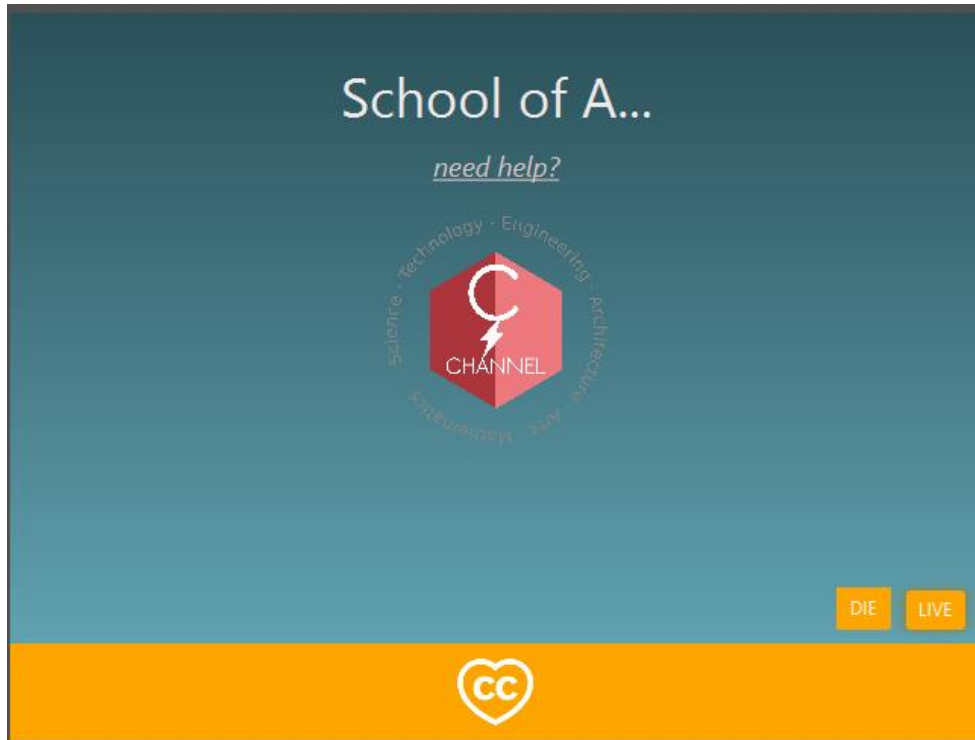 School of A...
need help?
Science · Technology · Engineering · Architecture · Arts · Mathematics ·
C
CHANNEL
DIE
LIVE
CC